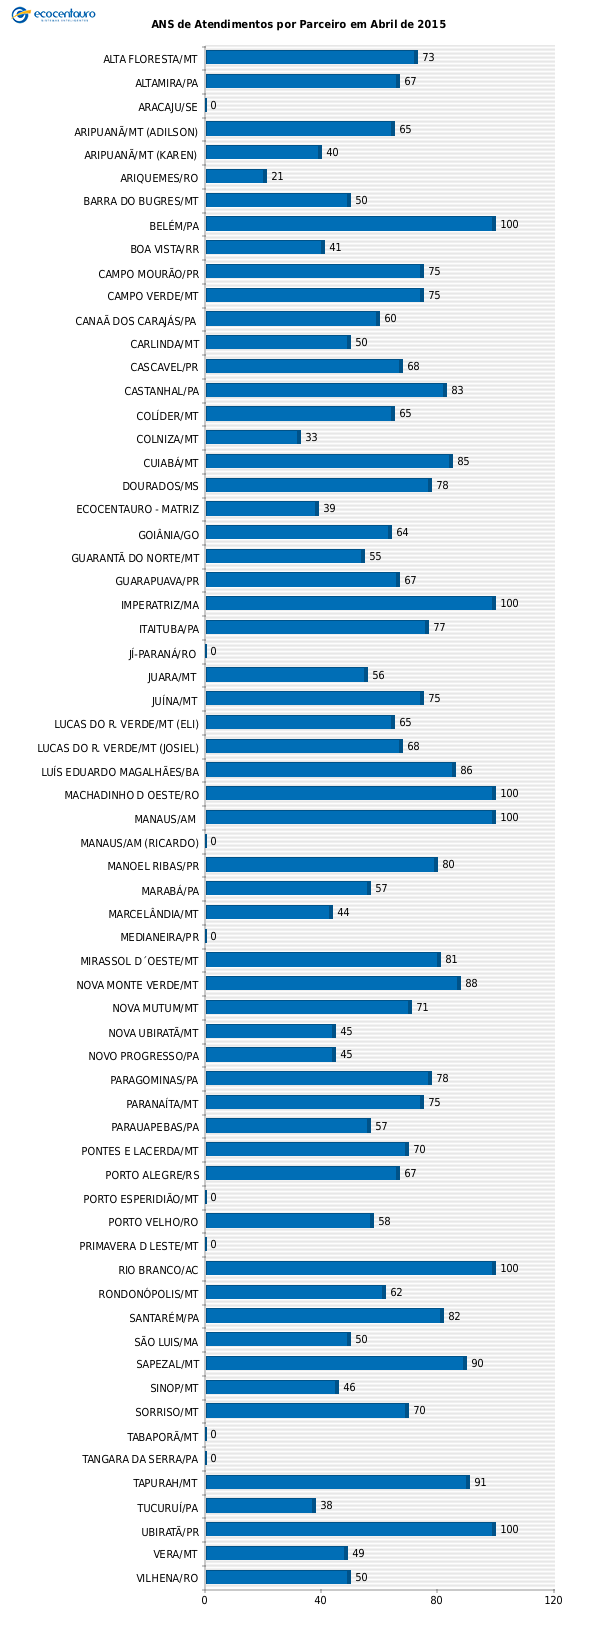 ecocentauro
ANS de Atendimentos por Parceiro em Abril de 2015
ALTA FLORESTA/MT 73
ALTAMIRA/PA 67
ARACAJU/SE 0
ARIPUANÃ/MT (ADILSON) 65
ARIPUANÃ/MT (KAREN) 40
ARIQUEMES/RO 21
BARRA DO BUGRES/MT 50
BELÉM/PA 100
BOA VISTA/RR 41
CAMPO MOURÃO/PR 75
CAMPO VERDE/MT 75
CANAÃ DOS CARAJÁS/PA 60
CARLINDA/MT 50
CASCAVEL/PR 68
CASTANHAL/PA 83
COLÍDER/MT 65
COLNIZA/MT 33
CUIABÁ/MT 85
DOURADOS/MS 78
ECOCENTAURO - MATRIZ 39
GOIÂNIA/GO 64
GUARANTÃ DO NORTE/MT 55
GUARAPUAVA/PR 67
IMPERATRIZ/MA 100
ITAITUBA/PA 77
JÍ-PARANÁ/RO 0
JUARA/MT 56
JUÍNA/MT 75
LUCAS DO R. VERDE/MT (ELI) 65
LUCAS DO R. VERDE/MT (JOSIEL) 68
LUÍS EDUARDO MAGALHÃES/BA 86
MACHADINHO D OESTE/RO 100
MANAUS/AM 100
MANAUS/AM (RICARDO) 0
MANOEL RIBAS/PR 80
MARABÁ/PA 57
MARCELÂNDIA/MT 44
MEDIANEIRA/PR 0
MIRASSOL D´OESTE/MT 81
NOVA MONTE VERDE/MT 88
NOVA MUTUM/MT 71
NOVA UBIRATÃ/MT 45
NOVO PROGRESSO/PA 45
PARAGOMINAS/PA 78
PARANAÍTA/MT 75
PARAUAPEBAS/PA 57
PONTES E LACERDA/MT 70
PORTO ALEGRE/RS 67
PORTO ESPERIDIÃO/MT 0
PORTO VELHO/RO 58
PRIMAVERA D LESTE/MT 0
RIO BRANCO/AC 100
RONDONÓPOLIS/MT 62
SANTARÉM/PA 82
SÃO LUIS/MA 50
SAPEZAL/MT 90
SINOP/MT 46
SORRISO/MT 70
TABAPORÃ/MT 0
TANGARA DA SERRA/PA 0
TAPURAH/MT 91
TUCURUÍ/PA 38
UBIRATÃ/PR 100
VERA/MT 49
VILHENA/RO 50
0 40 80 120